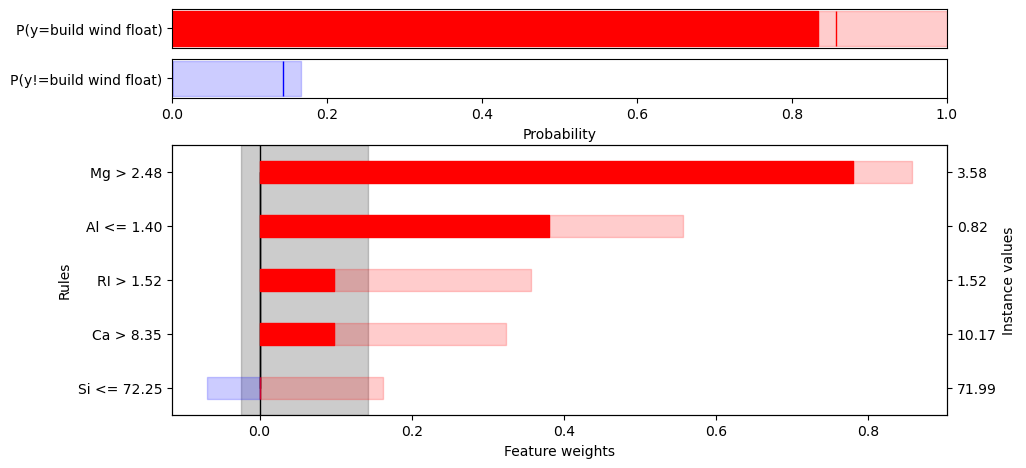 P(y=build wind float)
P(y!=build wind float)
0.0 0.2 0.4 0.6 0.8 1.0
Probability
Mg > 2.48 3.58
Al <= 1.40 0.82
RI > 1.52 1.52
Ca > 8.35 10.17
Si <= 72.25 71.99
Rules
Instance values
0.0 0.2 0.4 0.6 0.8
Feature weights